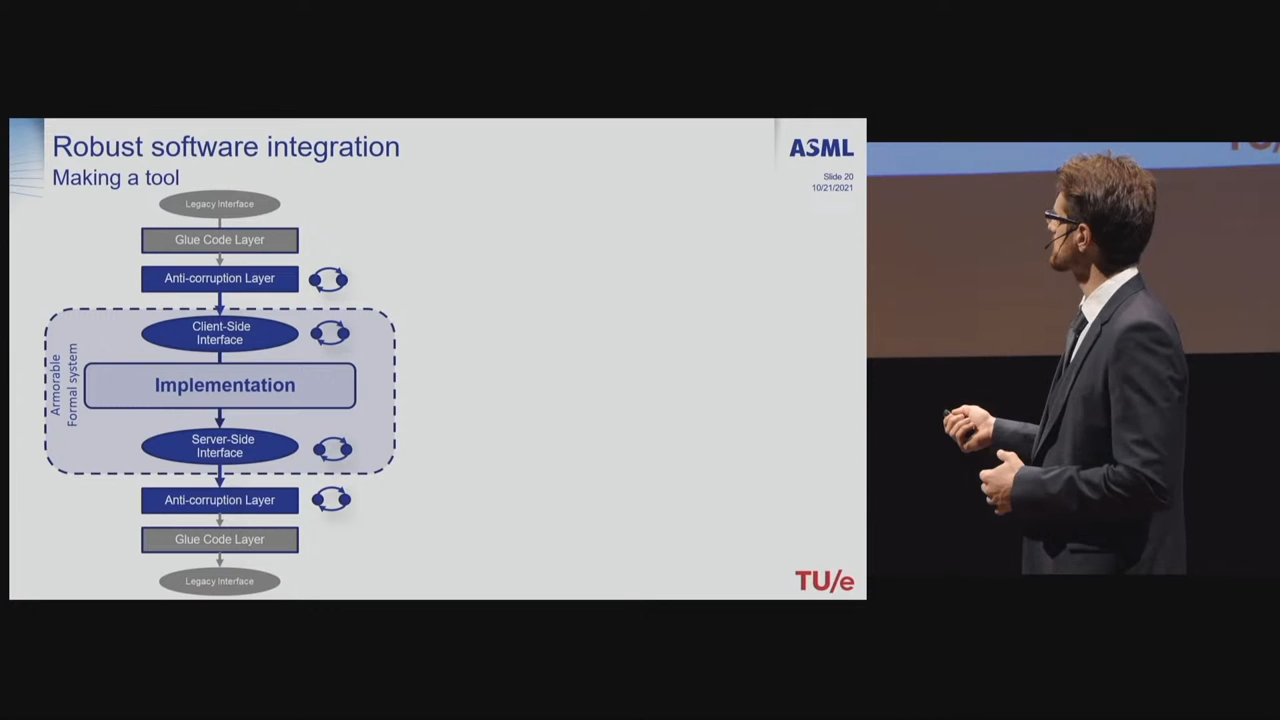 Robust software integration
Making a tool
ASML
Slide 20
10/21/2021
Legacy Interface
Glue Code Layer
Anti-corruption Layer
Client-Side
Interface
Armorable
Formal system
Implementation
Server-Side
Interface
Anti-corruption Layer
Glue Code Layer
Legacy Interface
TU/e